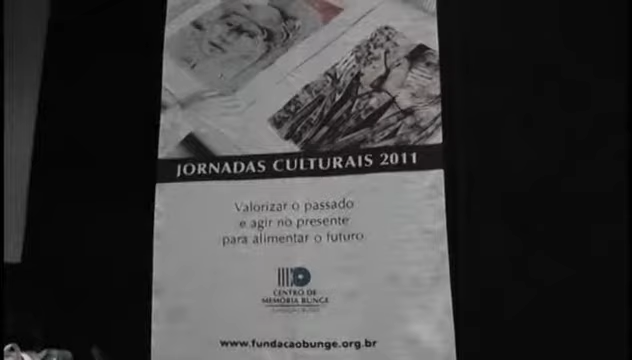 JORNADAS CULTURAIS 2011
Valorizar o passado
e agir no presente
para alimentar o futuro
CENTRO DE
MEMÓRIA BUNGE
www.fundacaobunge.org.br